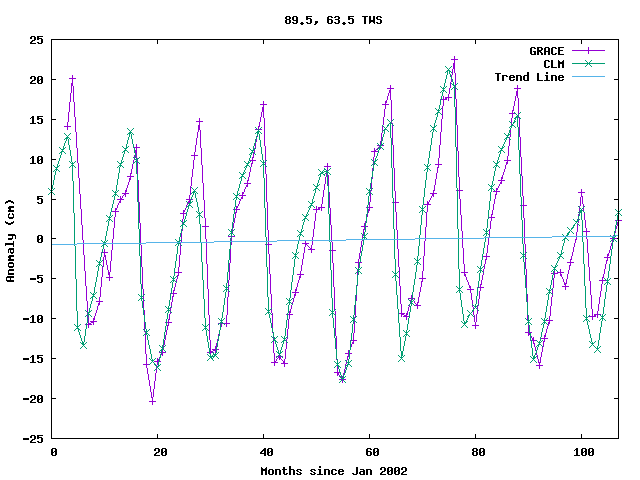 89.5, 63.5 TWS
GRACE
CLM
Trend Line
25
20
15
10
5
0
-5
-10
-15
-20
-25
Anomaly (cm)
0 20 40 60 80 100
Months since Jan 2002